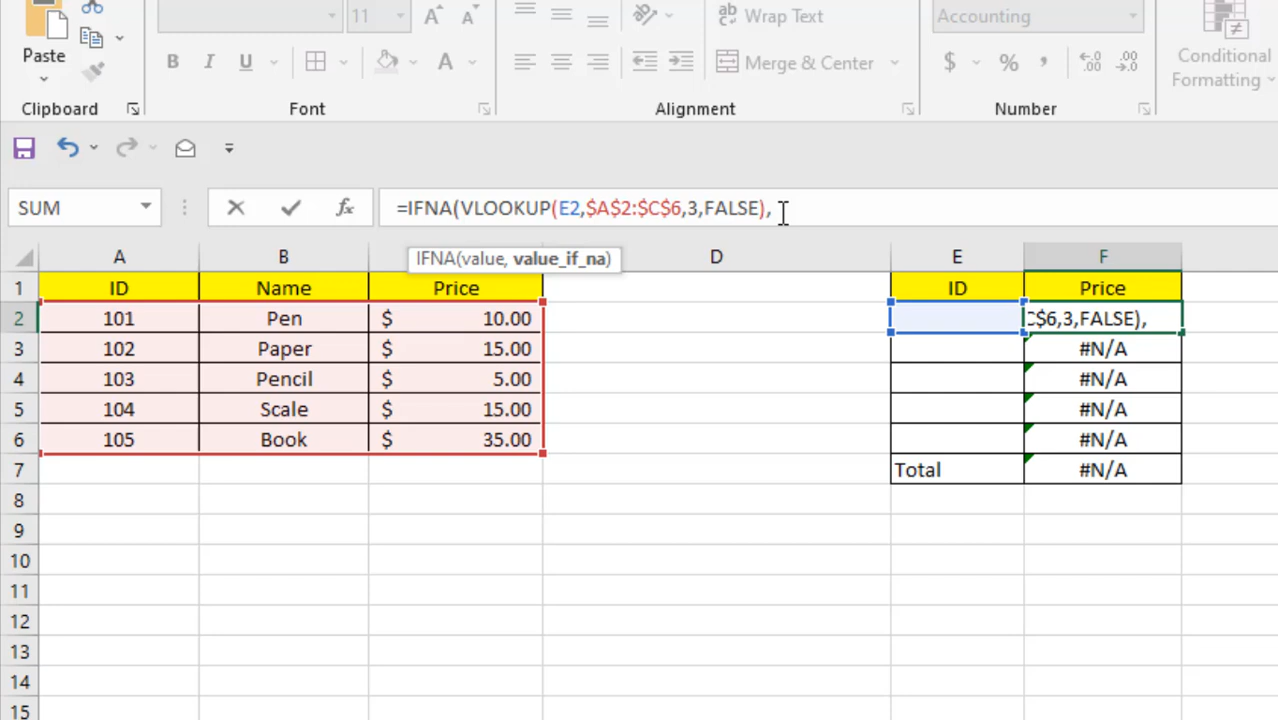 11 A A ab Wrap Text Accounting
Paste B I U A Merge & Center $ % , Conditional
Formatting
Clipboard Font Alignment Number
SUM =IFNA(VLOOKUP(E2,$A$2:$C$6,3,FALSE),
IFNA(value, value_if_na)
A B D E F
1 ID Name Price ID Price
2 101 Pen $ 10.00 C$6,3,FALSE),
3 102 Paper $ 15.00 #N/A
4 103 Pencil $ 5.00 #N/A
5 104 Scale $ 15.00 #N/A
6 105 Book $ 35.00 #N/A
7 Total #N/A
8
9
10
11
12
13
14
15